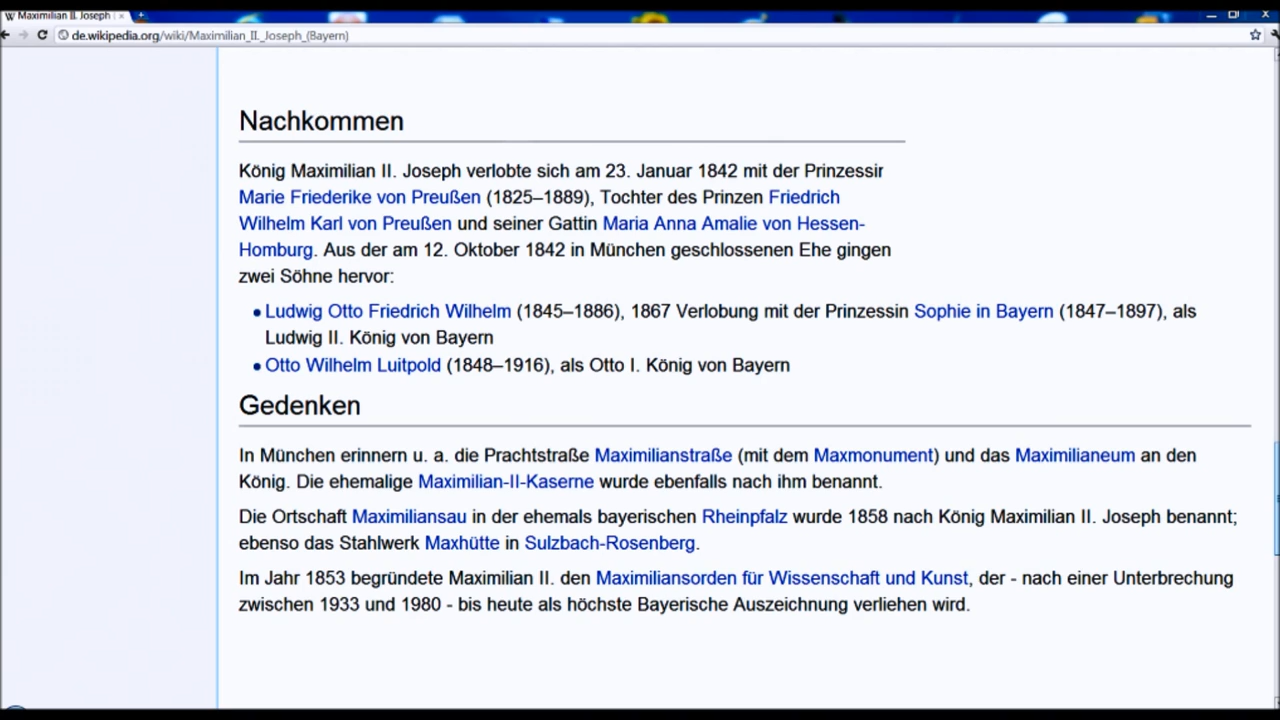 Maximilian II. Joseph
de.wikipedia.org/wiki/Maximilian_II._Joseph_(Bayern)
Nachkommen
König Maximilian II. Joseph verlobte sich am 23. Januar 1842 mit der Prinzessir
Marie Friederike von Preußen (1825–1889), Tochter des Prinzen Friedrich
Wilhelm Karl von Preußen und seiner Gattin Maria Anna Amalie von Hessen-
Homburg. Aus der am 12. Oktober 1842 in München geschlossenen Ehe gingen
zwei Söhne hervor:
• Ludwig Otto Friedrich Wilhelm (1845–1886), 1867 Verlobung mit der Prinzessin Sophie in Bayern (1847–1897), als
Ludwig II. König von Bayern
• Otto Wilhelm Luitpold (1848–1916), als Otto I. König von Bayern
Gedenken
In München erinnern u. a. die Prachtstraße Maximilianstraße (mit dem Maxmonument) und das Maximilianeum an den
König. Die ehemalige Maximilian-II-Kaserne wurde ebenfalls nach ihm benannt.
Die Ortschaft Maximiliansau in der ehemals bayerischen Rheinpfalz wurde 1858 nach König Maximilian II. Joseph benannt;
ebenso das Stahlwerk Maxhütte in Sulzbach-Rosenberg.
Im Jahr 1853 begründete Maximilian II. den Maximiliansorden für Wissenschaft und Kunst, der - nach einer Unterbrechung
zwischen 1933 und 1980 - bis heute als höchste Bayerische Auszeichnung verliehen wird.